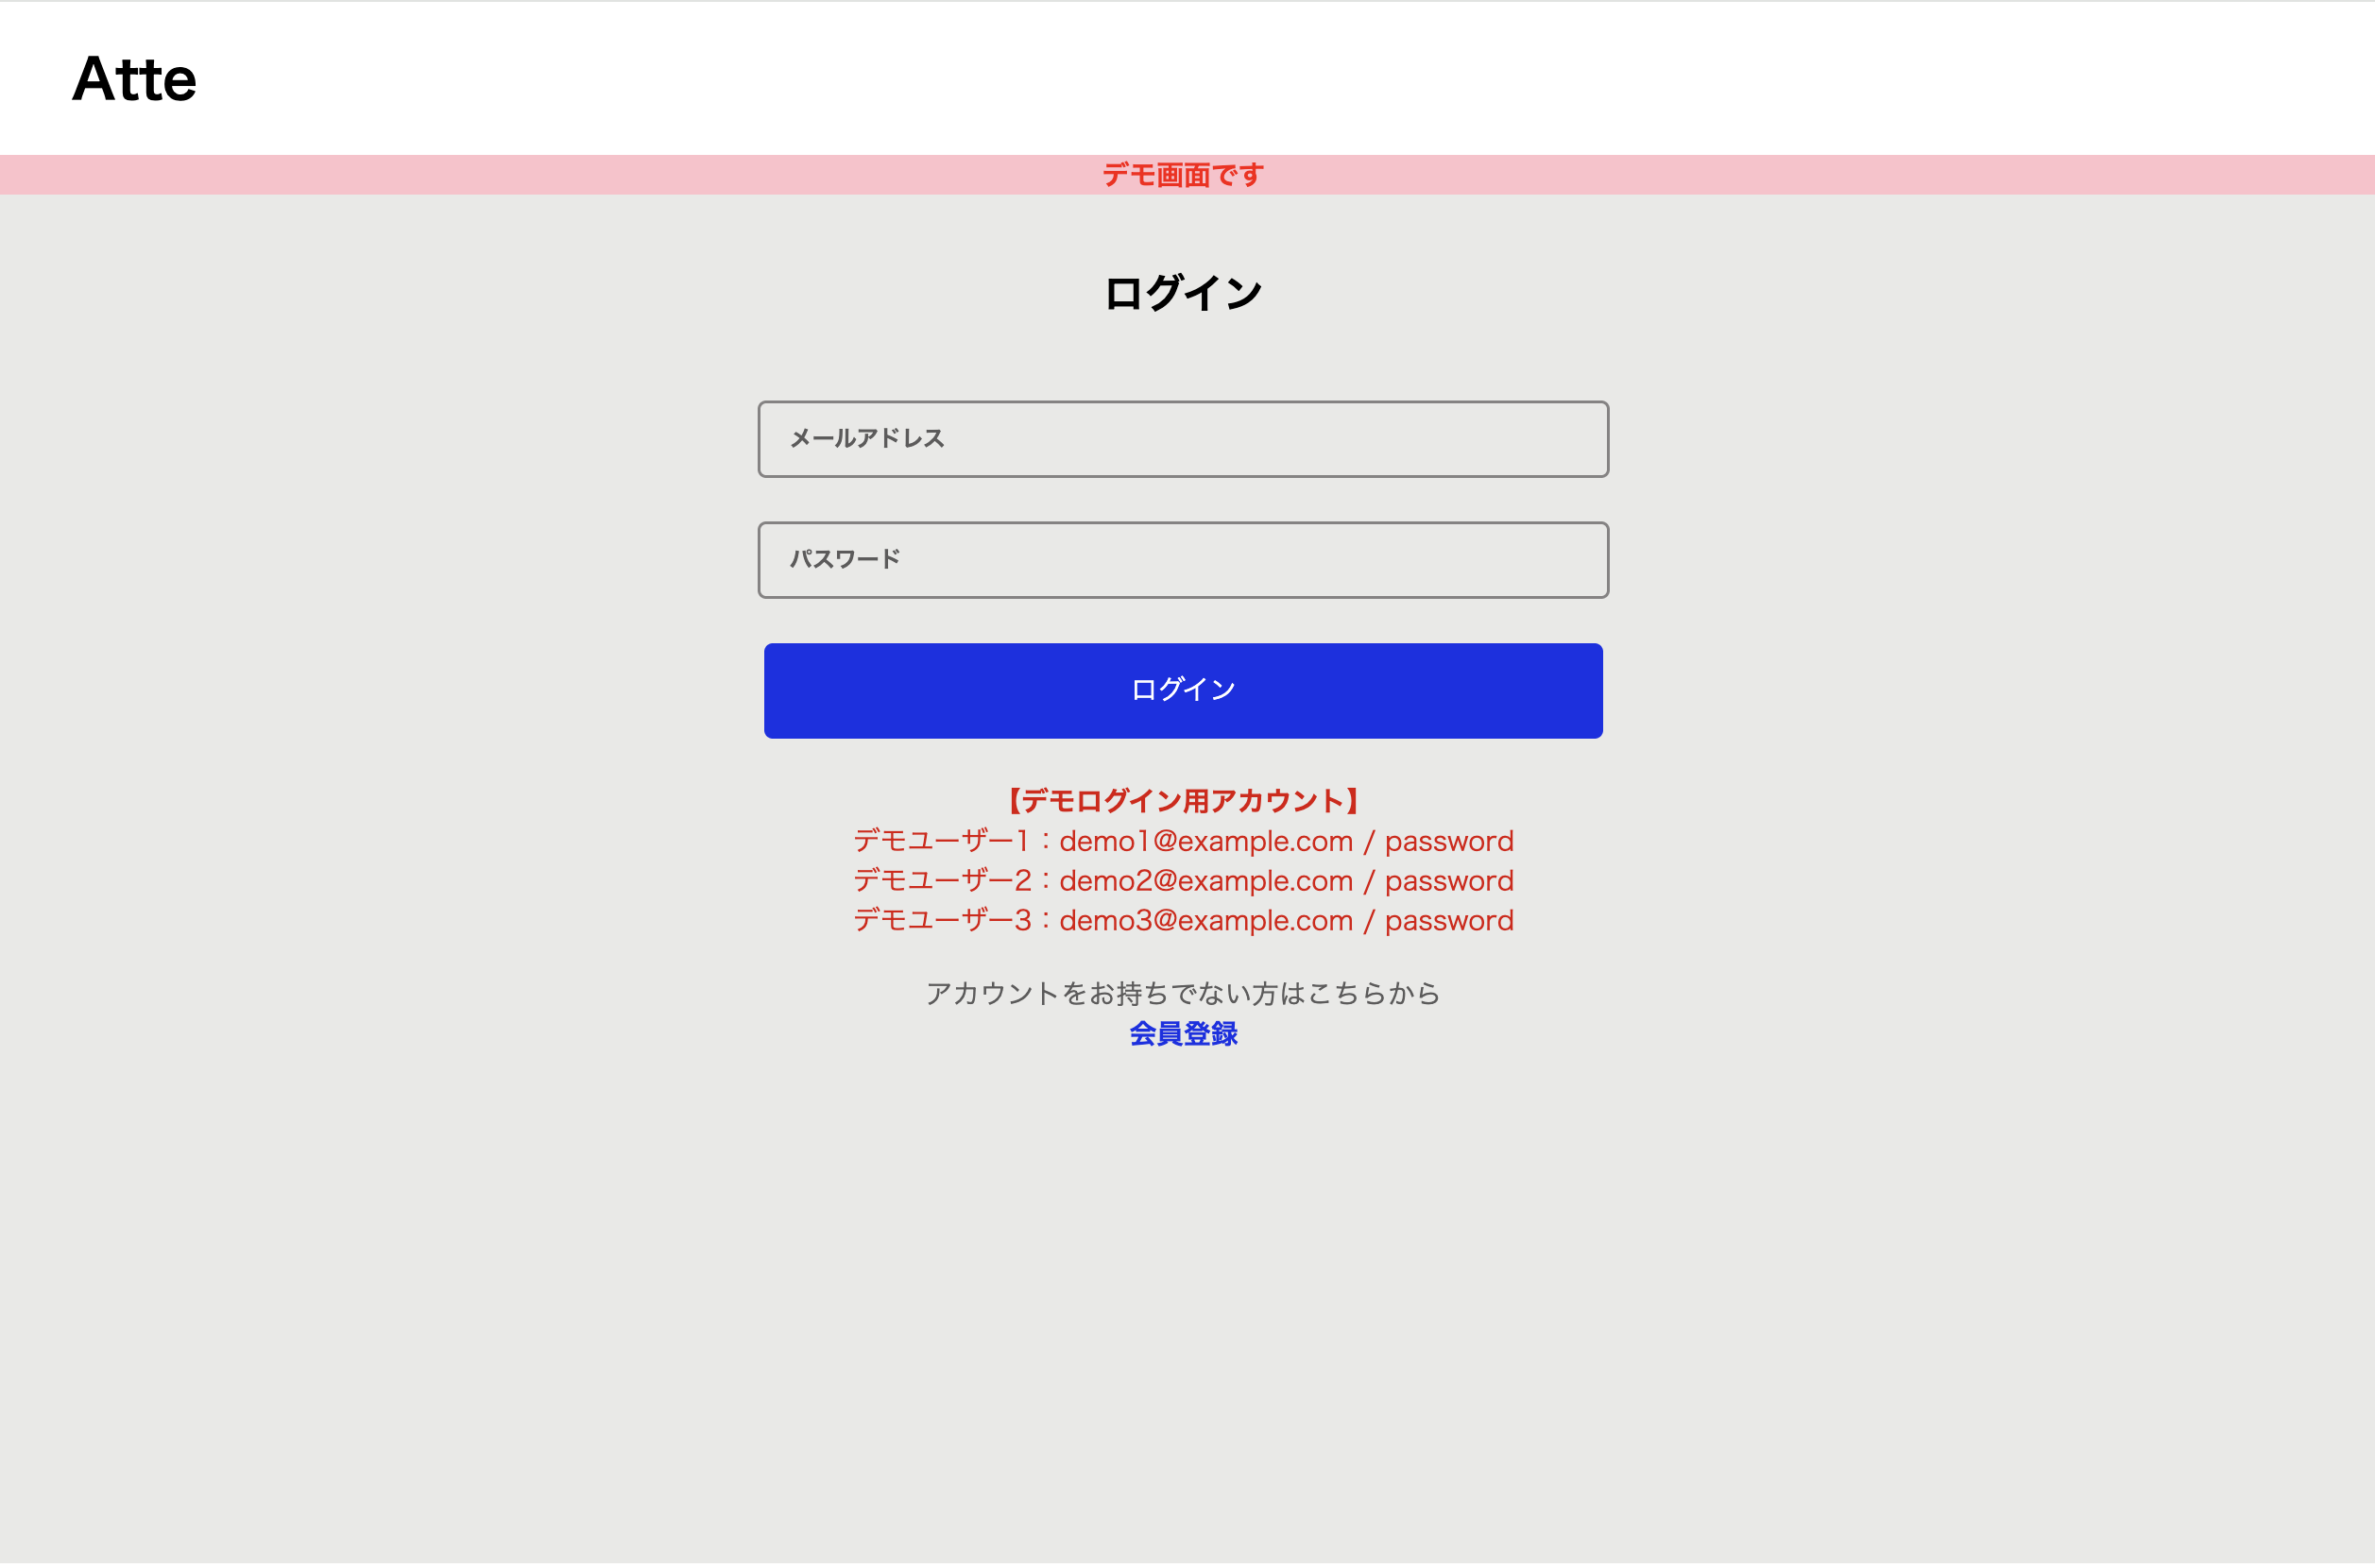 Atte
デモ画面です
ログイン
メールアドレス
パスワード
ログイン
【デモログイン用アカウント】
デモユーザー1：demo1@example.com / password
デモユーザー2：demo2@example.com / password
デモユーザー3：demo3@example.com / password
アカウントをお持ちでない方はこちらから
会員登録